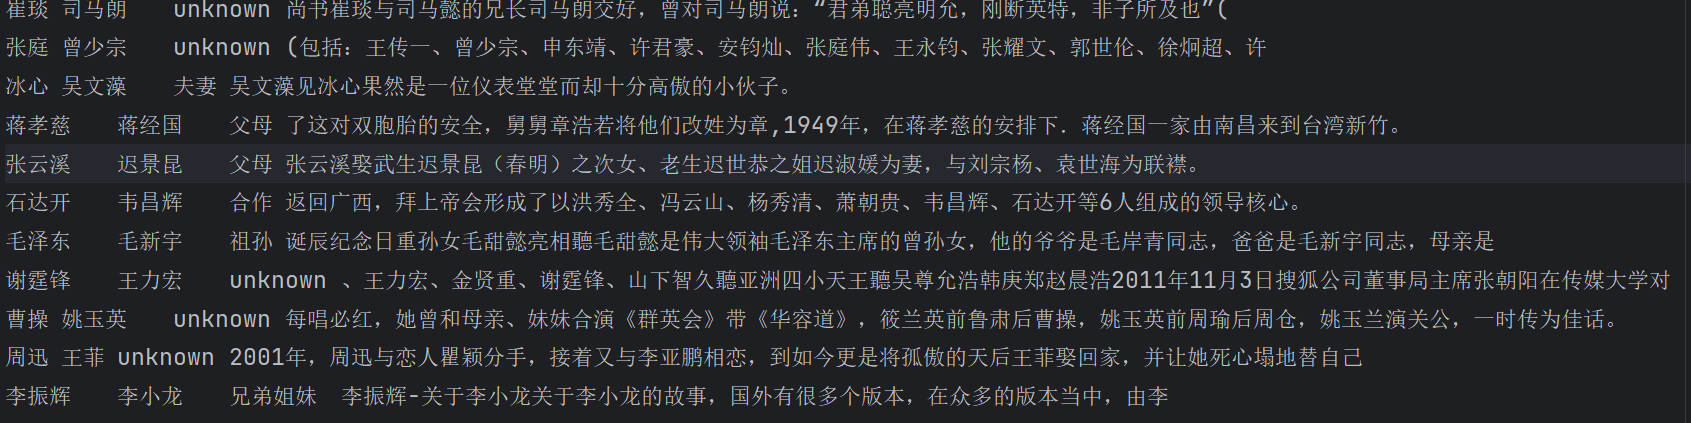 崔琰 司马朗 unknown 尚书崔琰与司马懿的兄长司马朗交好，曾对司马朗说：“君弟聪亮明允，刚断英特，非子所及也”(
张庭 曾少宗 unknown (包括：王传一、曾少宗、申东靖、许君豪、安钧灿、张庭伟、王永钧、张耀文、郭世伦、徐炯超、许
冰心 吴文藻 夫妻 吴文藻见冰心果然是一位仪表堂堂而却十分高傲的小伙子。
蒋孝慈 蒋经国 父母 了这对双胞胎的安全，舅舅章浩若将他们改姓为章,1949年，在蒋孝慈的安排下．蒋经国一家由南昌来到台湾新竹。
张云溪 迟景昆 父母 张云溪娶武生迟景昆（春明）之次女、老生迟世恭之姐迟淑媛为妻，与刘宗杨、袁世海为联襟。
石达开 韦昌辉 合作 返回广西，拜上帝会形成了以洪秀全、冯云山、杨秀清、萧朝贵、韦昌辉、石达开等6人组成的领导核心。
毛泽东 毛新宇 祖孙 诞辰纪念日重孙女毛甜懿亮相聽毛甜懿是伟大领袖毛泽东主席的曾孙女，他的爷爷是毛岸青同志，爸爸是毛新宇同志，母亲是
谢霆锋 王力宏 unknown 、王力宏、金贤重、谢霆锋、山下智久聽亚洲四小天王聽吴尊允浩韩庚郑赵晨浩2011年11月3日搜狐公司董事局主席张朝阳在传媒大学对
曹操 姚玉英 unknown 每唱必红，她曾和母亲、妹妹合演《群英会》带《华容道》，筱兰英前鲁肃后曹操，姚玉英前周瑜后周仓，姚玉兰演关公，一时传为佳话。
周迅 王菲 unknown 2001年，周迅与恋人瞿颖分手，接着又与李亚鹏相恋，到如今更是将孤傲的天后王菲娶回家，并让她死心塌地替自己
李振辉 李小龙 兄弟姐妹 李振辉-关于李小龙关于李小龙的故事，国外有很多个版本，在众多的版本当中，由李